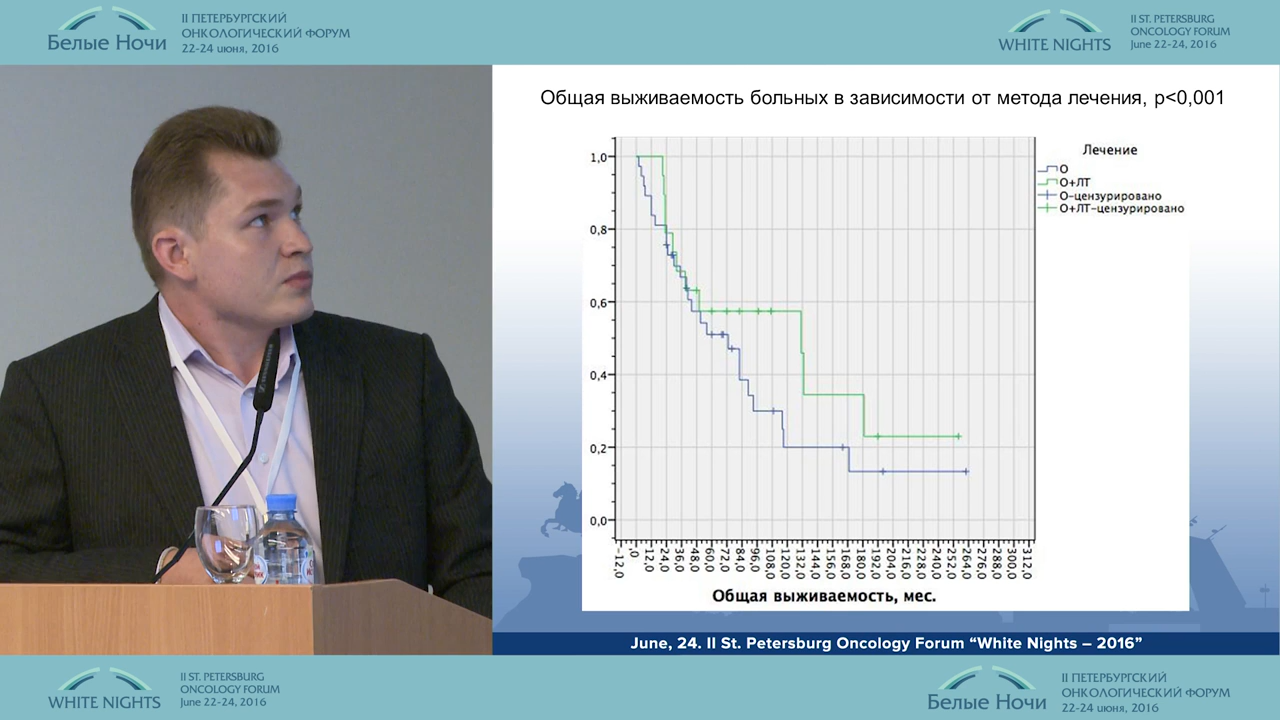 II ПЕТЕРБУРГСКИЙ
ОНКОЛОГИЧЕСКИЙ ФОРУМ
22-24 июня, 2016
Белые Ночи
WHITE NIGHTS
II ST. PETERSBURG
ONCOLOGY FORUM
June 22-24, 2016
Общая выживаемость больных в зависимости от метода лечения, p<0,001
Лечение
О
О+ЛТ
О-цензурировано
О+ЛТ-цензурировано
1,0
0,8
0,6
0,4
0,2
0,0
-12,0
,0
12,0
24,0
36,0
48,0
60,0
72,0
84,0
96,0
108,0
120,0
132,0
144,0
156,0
168,0
180,0
192,0
204,0
216,0
228,0
240,0
252,0
264,0
276,0
288,0
300,0
312,0
Общая выживаемость, мес.
June, 24. II St. Petersburg Oncology Forum “White Nights – 2016”
WHITE NIGHTS
II ST. PETERSBURG
ONCOLOGY FORUM
June 22-24, 2016
Белые Ночи
II ПЕТЕРБУРГСКИЙ
ОНКОЛОГИЧЕСКИЙ ФОРУМ
22-24 июня, 2016